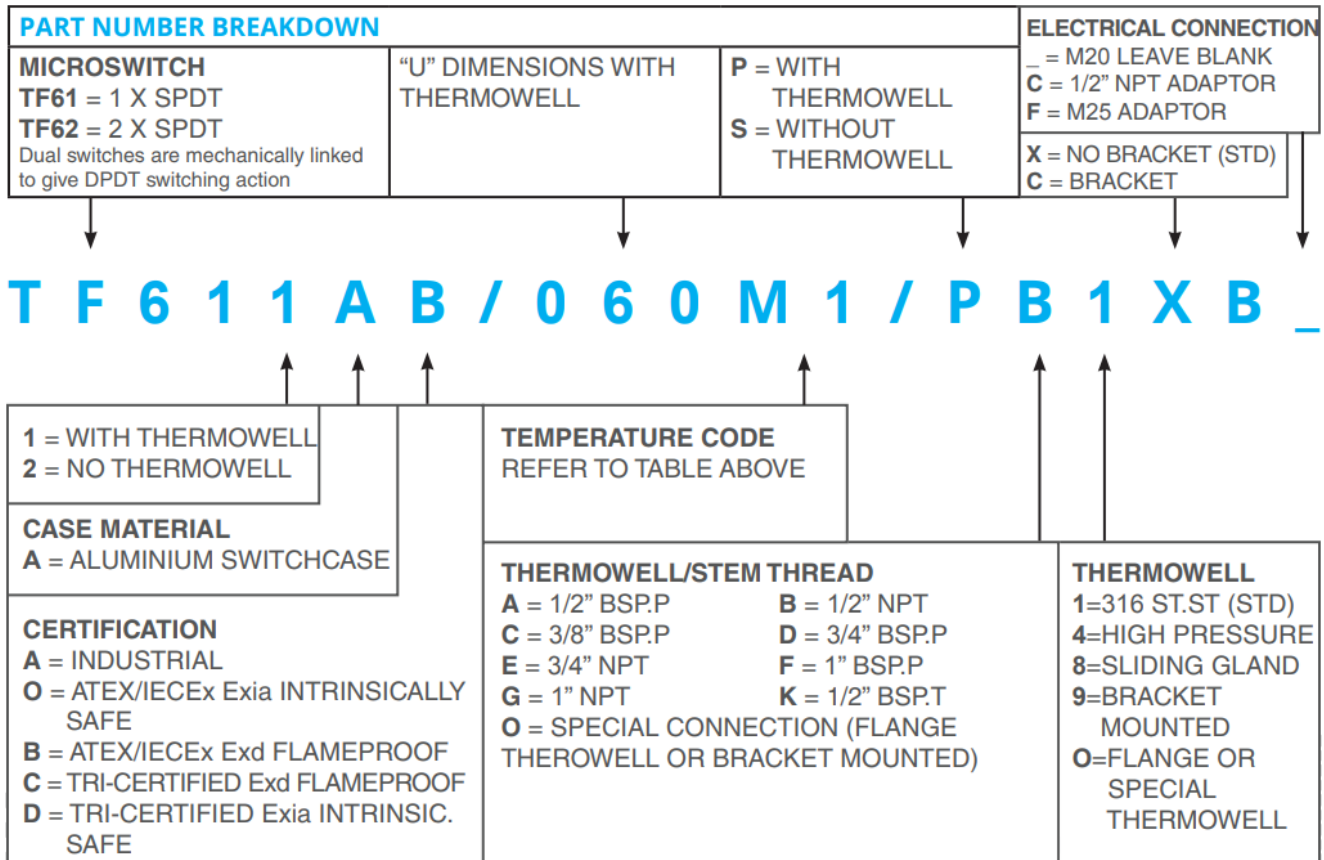 PART NUMBER BREAKDOWN
MICROSWITCH
TF61 = 1 X SPDT
TF62 = 2 X SPDT
Dual switches are mechanically linked
to give DPDT switching action
“U” DIMENSIONS WITH
THERMOWELL
P = WITH
THERMOWELL
S = WITHOUT
THERMOWELL
ELECTRICAL CONNECTION
_ = M20 LEAVE BLANK
C = 1/2” NPT ADAPTOR
F = M25 ADAPTOR
X = NO BRACKET (STD)
C = BRACKET
T F 6 1 1 A B / 0 6 0 M 1 / P B 1 X B _
1 = WITH THERMOWELL
2 = NO THERMOWELL
CASE MATERIAL
A = ALUMINIUM SWITCHCASE
CERTIFICATION
A = INDUSTRIAL
O = ATEX/IECEx Exia INTRINSICALLY
SAFE
B = ATEX/IECEx Exd FLAMEPROOF
C = TRI-CERTIFIED Exd FLAMEPROOF
D = TRI-CERTIFIED Exia INTRINSIC.
SAFE
TEMPERATURE CODE
REFER TO TABLE ABOVE
THERMOWELL/STEM THREAD
A = 1/2” BSP.P B = 1/2” NPT
C = 3/8” BSP.P D = 3/4” BSP.P
E = 3/4” NPT F = 1” BSP.P
G = 1” NPT K = 1/2” BSP.T
O = SPECIAL CONNECTION (FLANGE
THEROWELL OR BRACKET MOUNTED)
THERMOWELL
1=316 ST.ST (STD)
4=HIGH PRESSURE
8=SLIDING GLAND
9=BRACKET
MOUNTED
O=FLANGE OR
SPECIAL
THERMOWELL